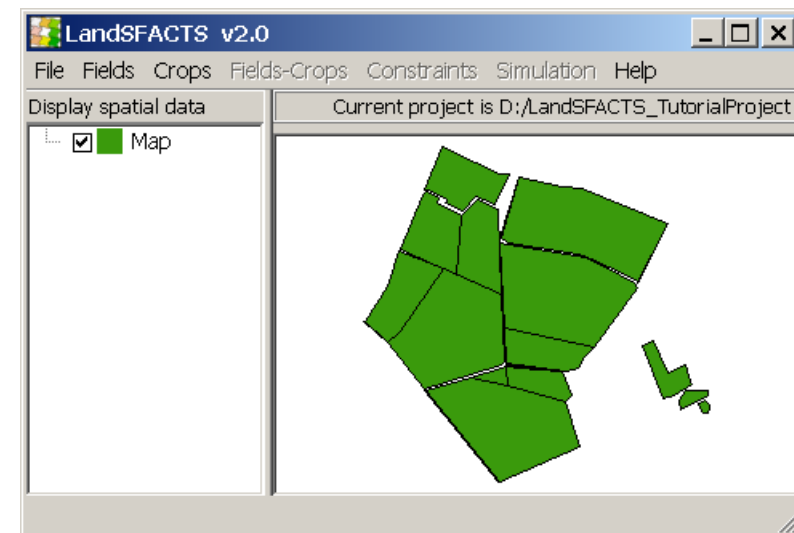 LandSFACTS v2.0
File Fields Crops Fields-Crops Constraints Simulation Help
Display spatial data
Current project is D:/LandSFACTS_TutorialProject
Map